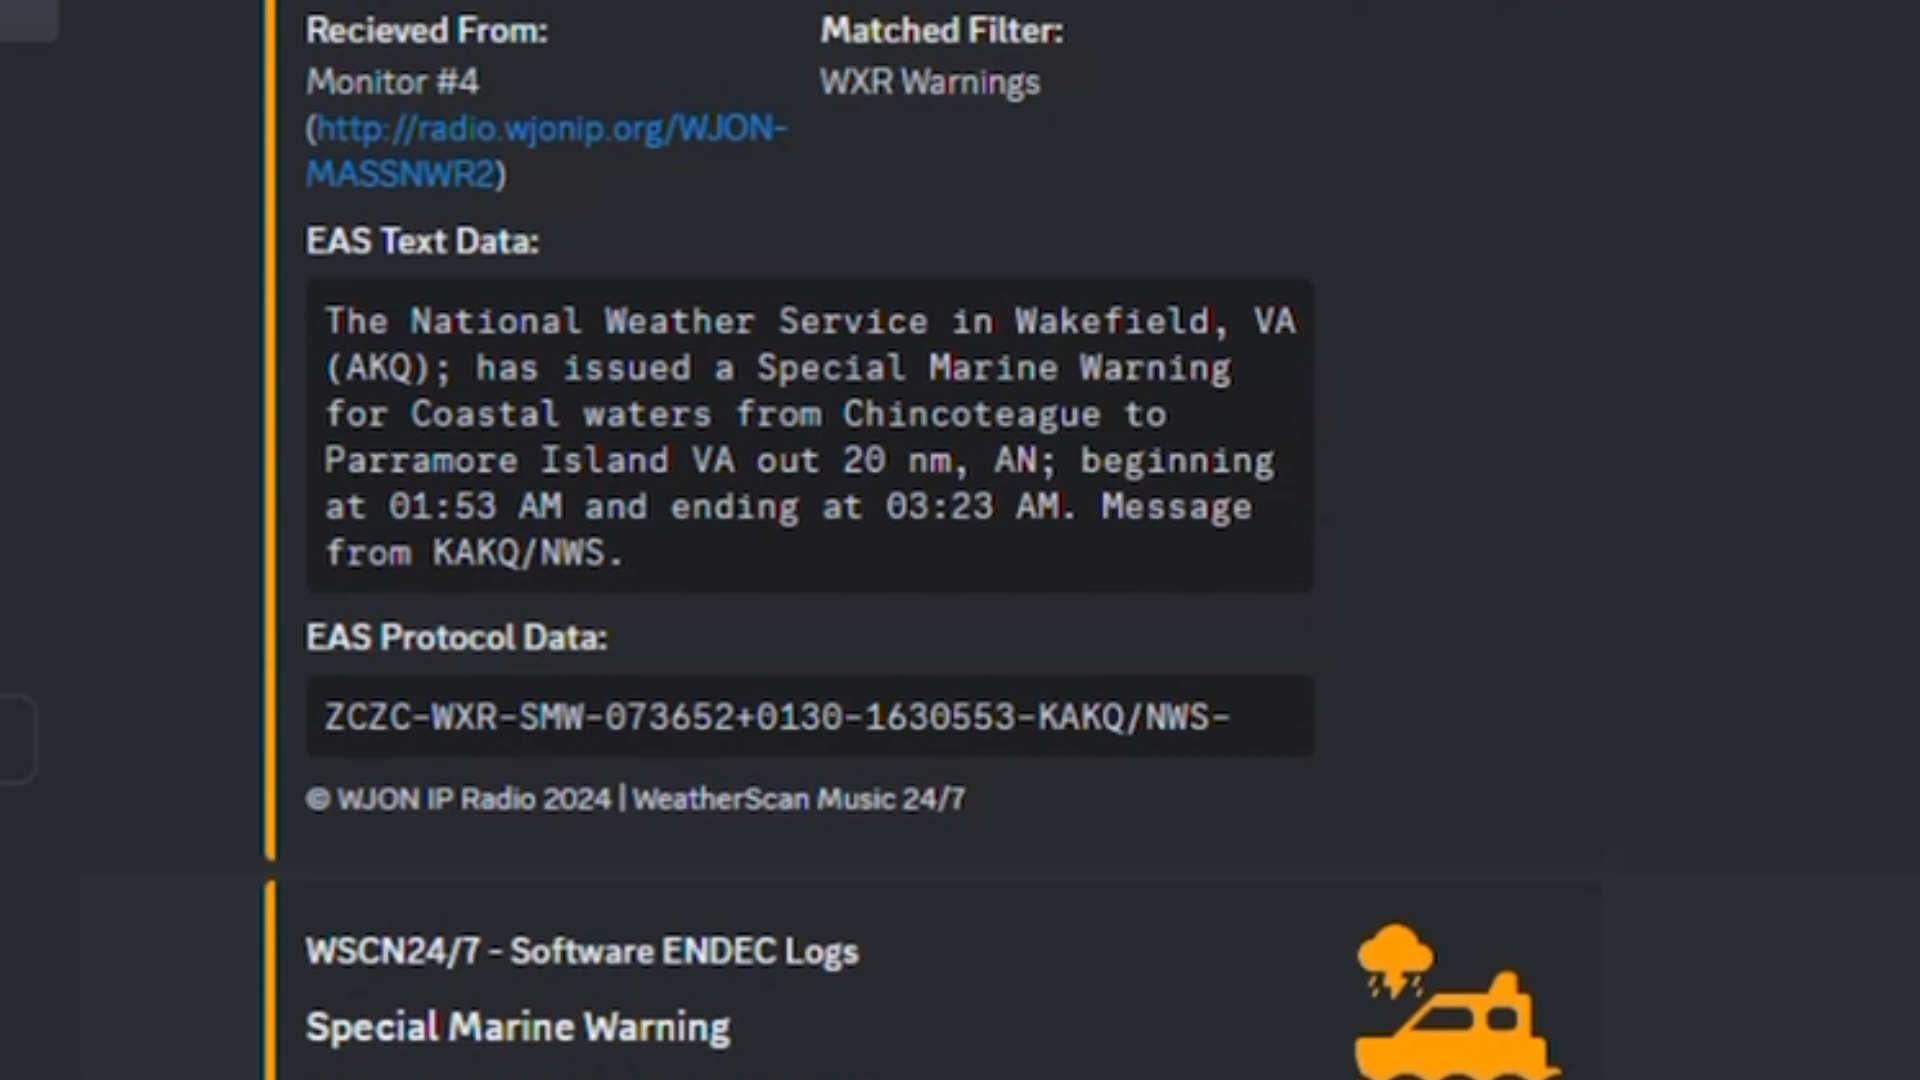 Recieved From:
Matched Filter:
Monitor #4
WXR Warnings
(http://radio.wjonip.org/WJON-
MASSNWR2)
EAS Text Data:
The National Weather Service in Wakefield, VA
(AKQ); has issued a Special Marine Warning
for Coastal waters from Chincoteague to
Parramore Island VA out 20 nm, AN; beginning
at 01:53 AM and ending at 03:23 AM. Message
from KAKQ/NWS.
EAS Protocol Data:
ZCZC-WXR-SMW-073652+0130-1630553-KAKQ/NWS-
© WJON IP Radio 2024 | WeatherScan Music 24/7
WSCN24/7 - Software ENDEC Logs
Special Marine Warning